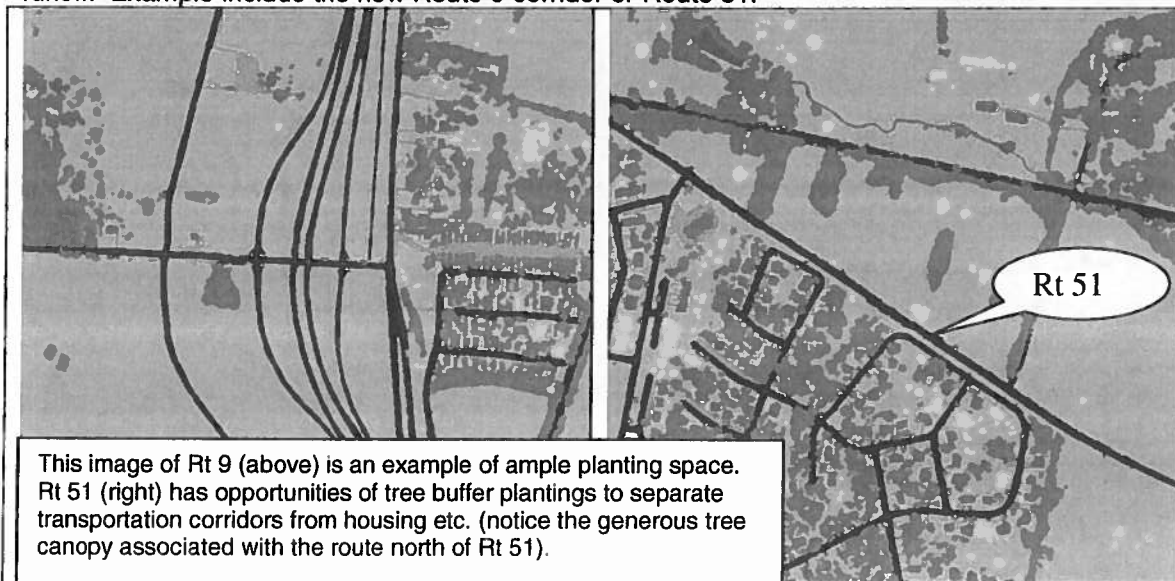 runoff. Example include the new Route 9 corridor or Route 51.
Rt 51
This image of Rt 9 (above) is an example of ample planting space.
Rt 51 (right) has opportunities of tree buffer plantings to separate
transportation corridors from housing etc. (notice the generous tree
canopy associated with the route north of Rt 51).